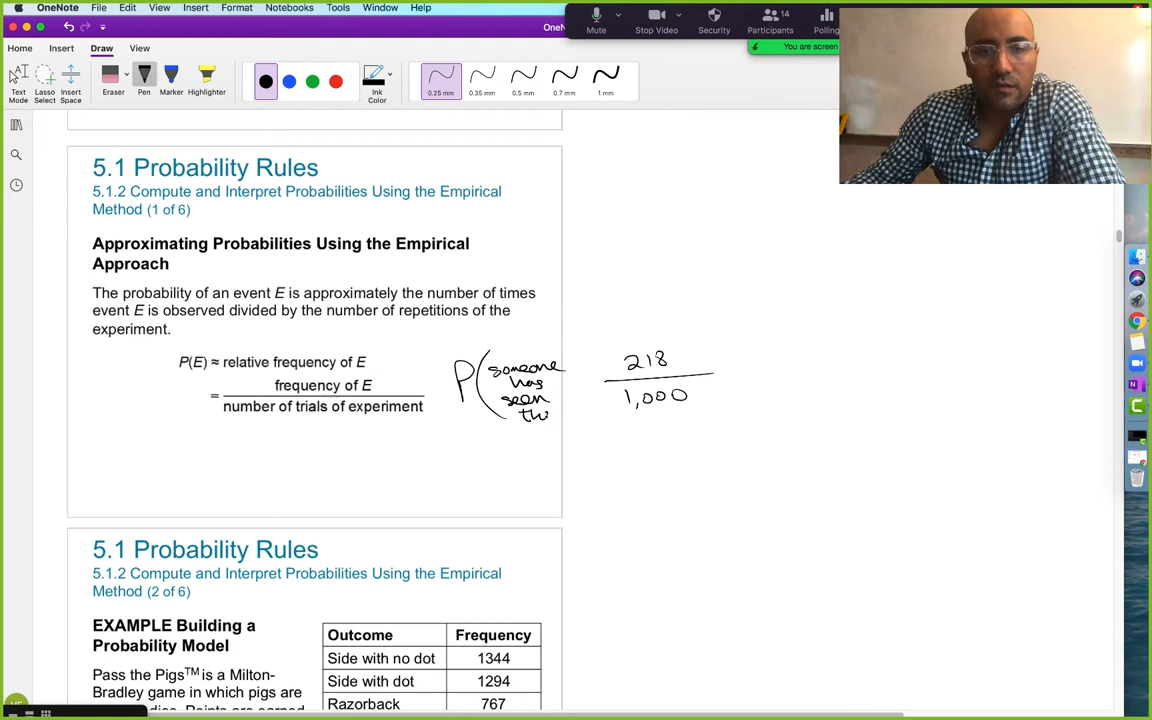 OneNote File Edit View Insert Format Notebooks Tools Window Help
Mute Stop Video Security 14 Participants Polling
You are screen
OneN
Home Insert Draw View
Text Mode Lasso Select Insert Space Eraser Pen Marker Highlighter Ink Color 0.25 mm 0.35 mm 0.5 mm 0.7 mm 1 mm
5.1 Probability Rules
5.1.2 Compute and Interpret Probabilities Using the Empirical
Method (1 of 6)
Approximating Probabilities Using the Empirical
Approach
The probability of an event E is approximately the number of times
event E is observed divided by the number of repetitions of the
experiment.
P(E) ≈ relative frequency of E
= frequency of E
number of trials of experiment
P( someone
has
seen
thi
218
1,000
5.1 Probability Rules
5.1.2 Compute and Interpret Probabilities Using the Empirical
Method (2 of 6)
EXAMPLE Building a
Probability Model
Pass the Pigs™ is a Milton-
Bradley game in which pigs are
Outcome Frequency
Side with no dot 1344
Side with dot 1294
Razorback 767